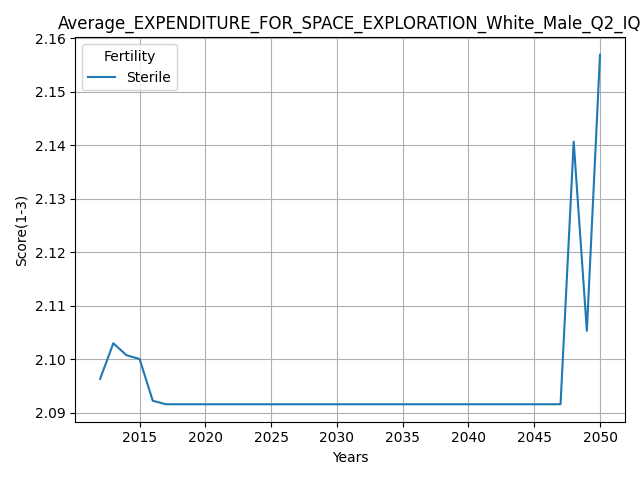 Average_EXPENDITURE_FOR_SPACE_EXPLORATION_White_Male_Q2_IQ
2.16
2.15
2.14
2.13
2.12
2.11
2.10
2.09
Score(1-3)
Fertility
Sterile
2015 2020 2025 2030 2035 2040 2045 2050
Years